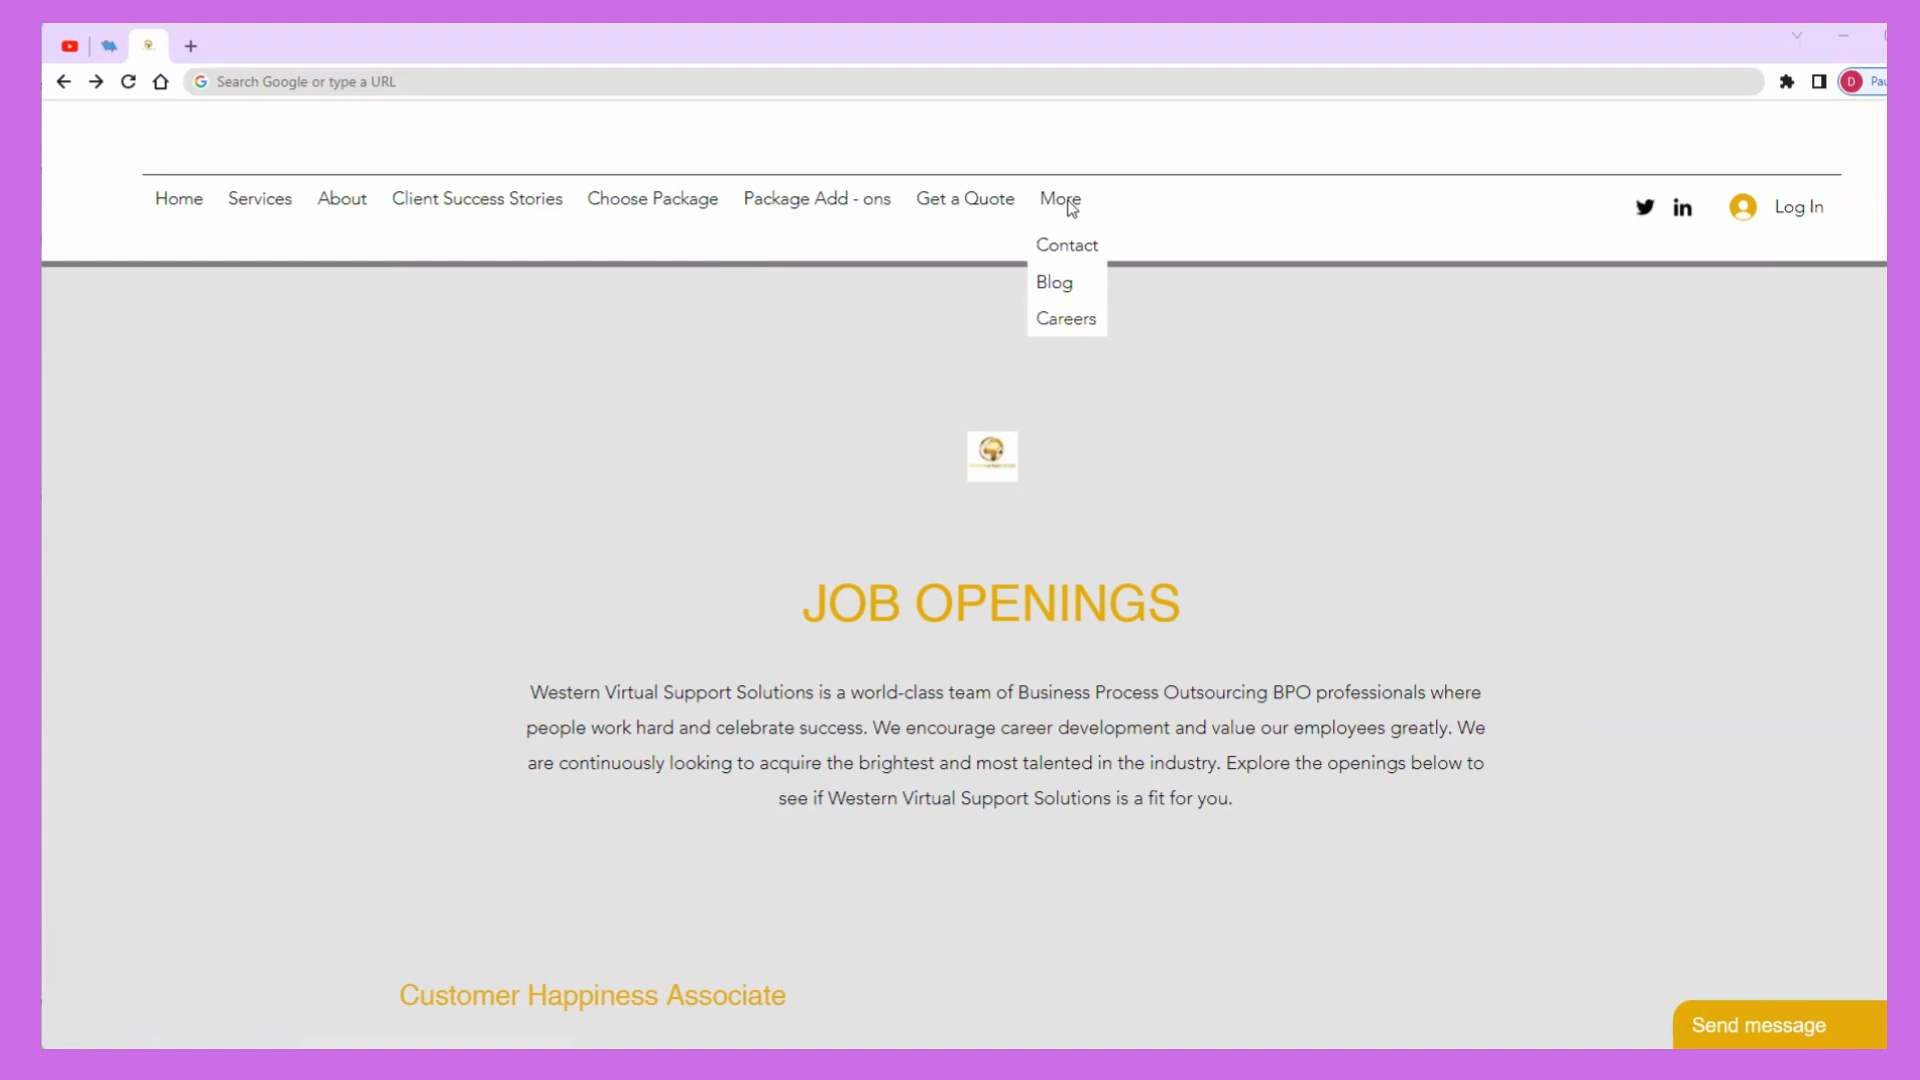 Search Google or type a URL
D
Home Services About Client Success Stories Choose Package Package Add - ons Get a Quote More
Log In
Contact
Blog
Careers
JOB OPENINGS
Western Virtual Support Solutions is a world-class team of Business Process Outsourcing BPO professionals where
people work hard and celebrate success. We encourage career development and value our employees greatly. We
are continuously looking to acquire the brightest and most talented in the industry. Explore the openings below to
see if Western Virtual Support Solutions is a fit for you.
Customer Happiness Associate
Send message